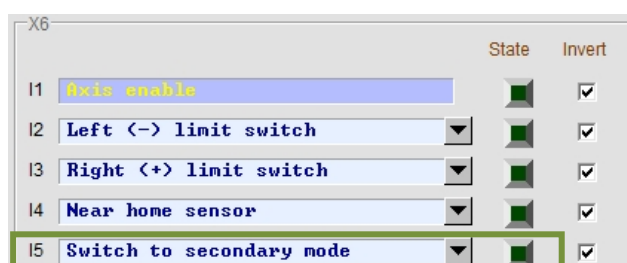 X6
State Invert
I1 Axis enable
I2 Left (-) limit switch
I3 Right (+) limit switch
I4 Near home sensor
I5 Switch to secondary mode